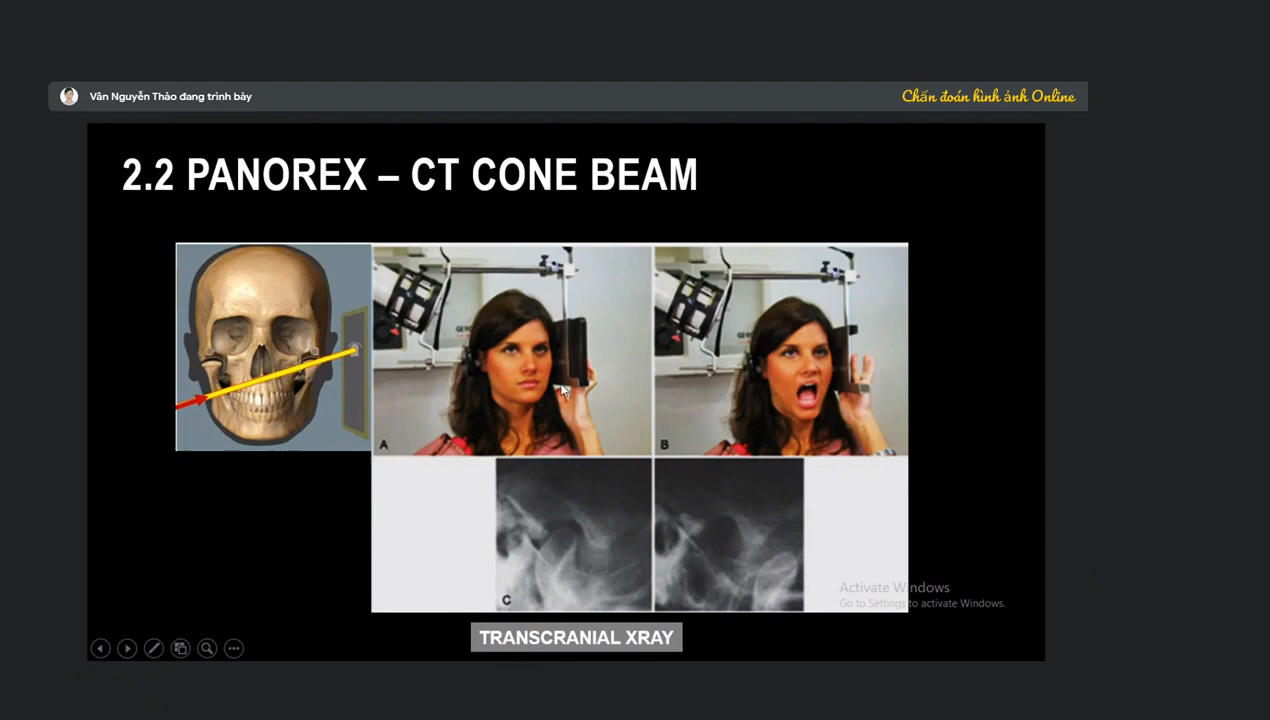 Vân Nguyễn Thảo đang trình bày
Chẩn đoán hình ảnh Online
2.2 PANOREX – CT CONE BEAM
A
B
C
Activate Windows
Go to Settings to activate Windows.
TRANSCRANIAL XRAY